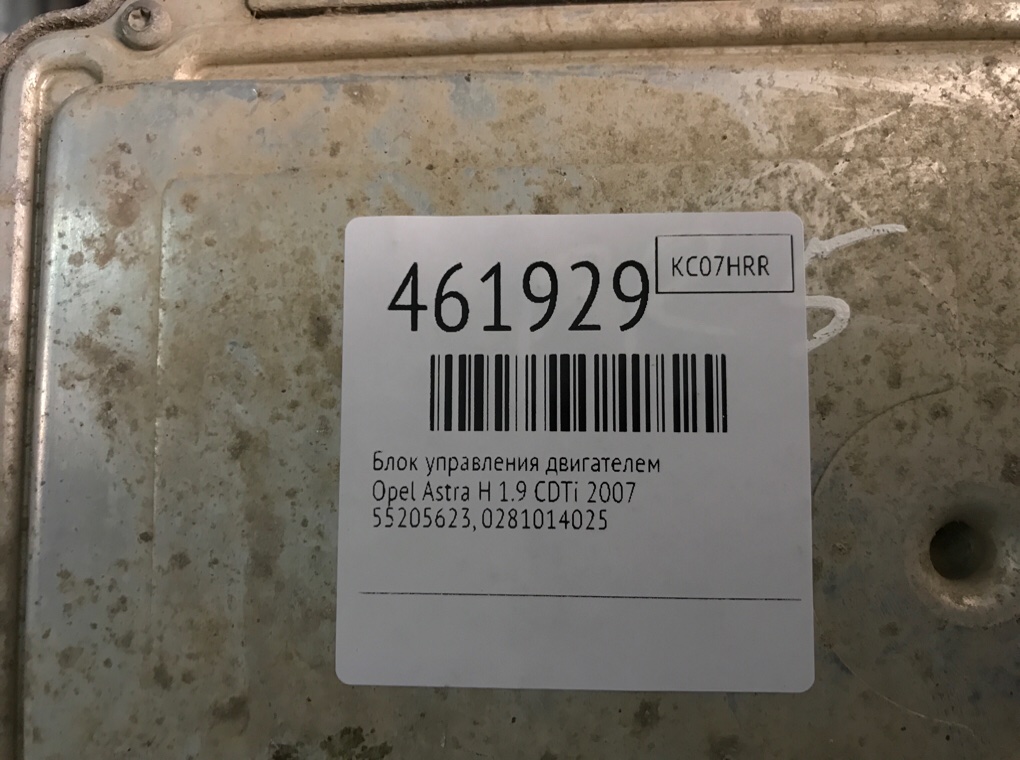 461929
KC07HRR
Блок управления двигателем
Opel Astra H 1.9 CDTi 2007
55205623, 0281014025